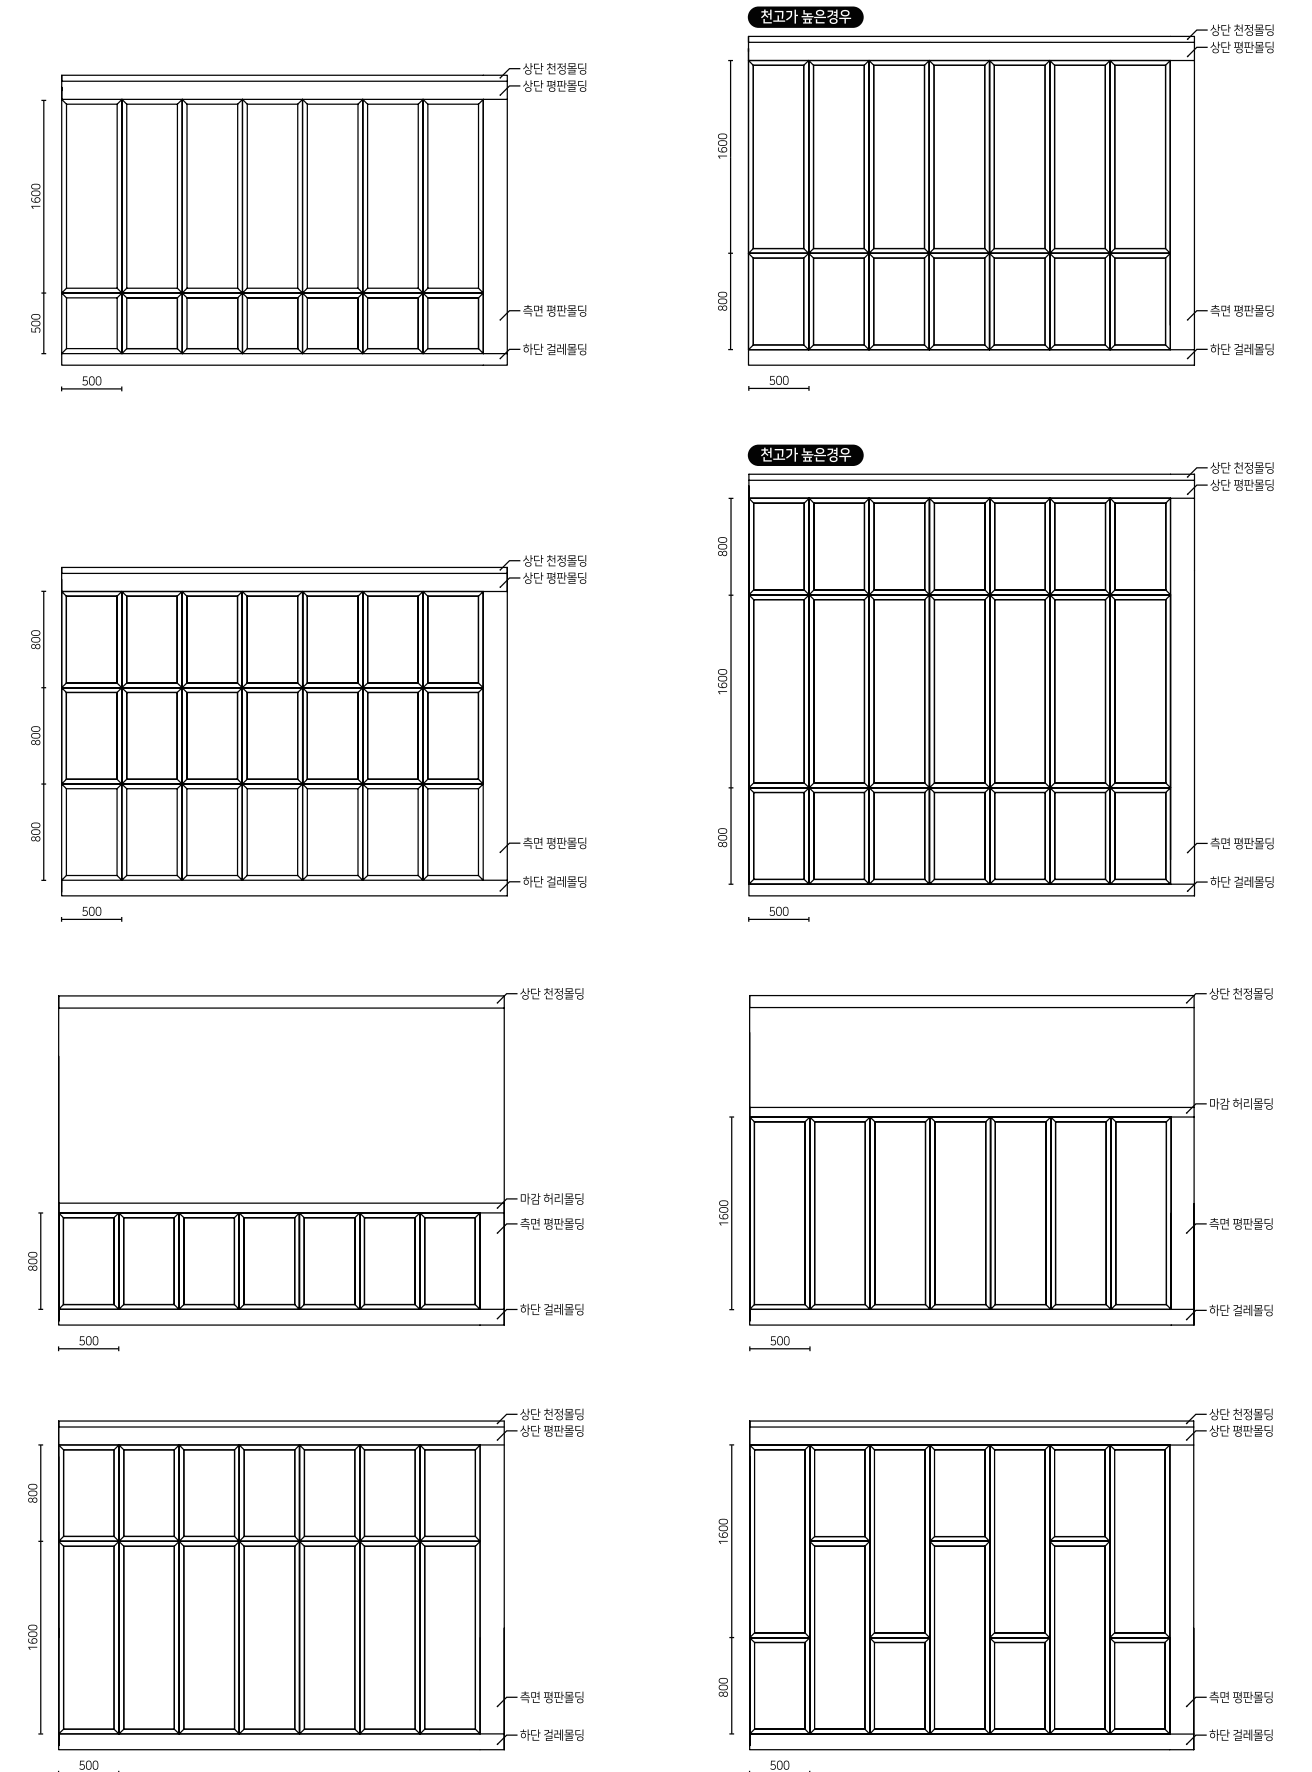 상단 천정몰딩
상단 평판몰딩
1600
500
측면 평판몰딩
하단 걸레몰딩
500
천고가 높은경우
상단 천정몰딩
상단 평판몰딩
1600
800
측면 평판몰딩
하단 걸레몰딩
500
상단 천정몰딩
상단 평판몰딩
800
800
800
측면 평판몰딩
하단 걸레몰딩
500
천고가 높은경우
상단 천정몰딩
상단 평판몰딩
800
1600
800
측면 평판몰딩
하단 걸레몰딩
500
상단 천정몰딩
마감 허리몰딩
측면 평판몰딩
800
하단 걸레몰딩
500
상단 천정몰딩
마감 허리몰딩
1600
측면 평판몰딩
하단 걸레몰딩
500
상단 천정몰딩
상단 평판몰딩
800
1600
측면 평판몰딩
하단 걸레몰딩
500
상단 천정몰딩
상단 평판몰딩
1600
800
측면 평판몰딩
하단 걸레몰딩
500